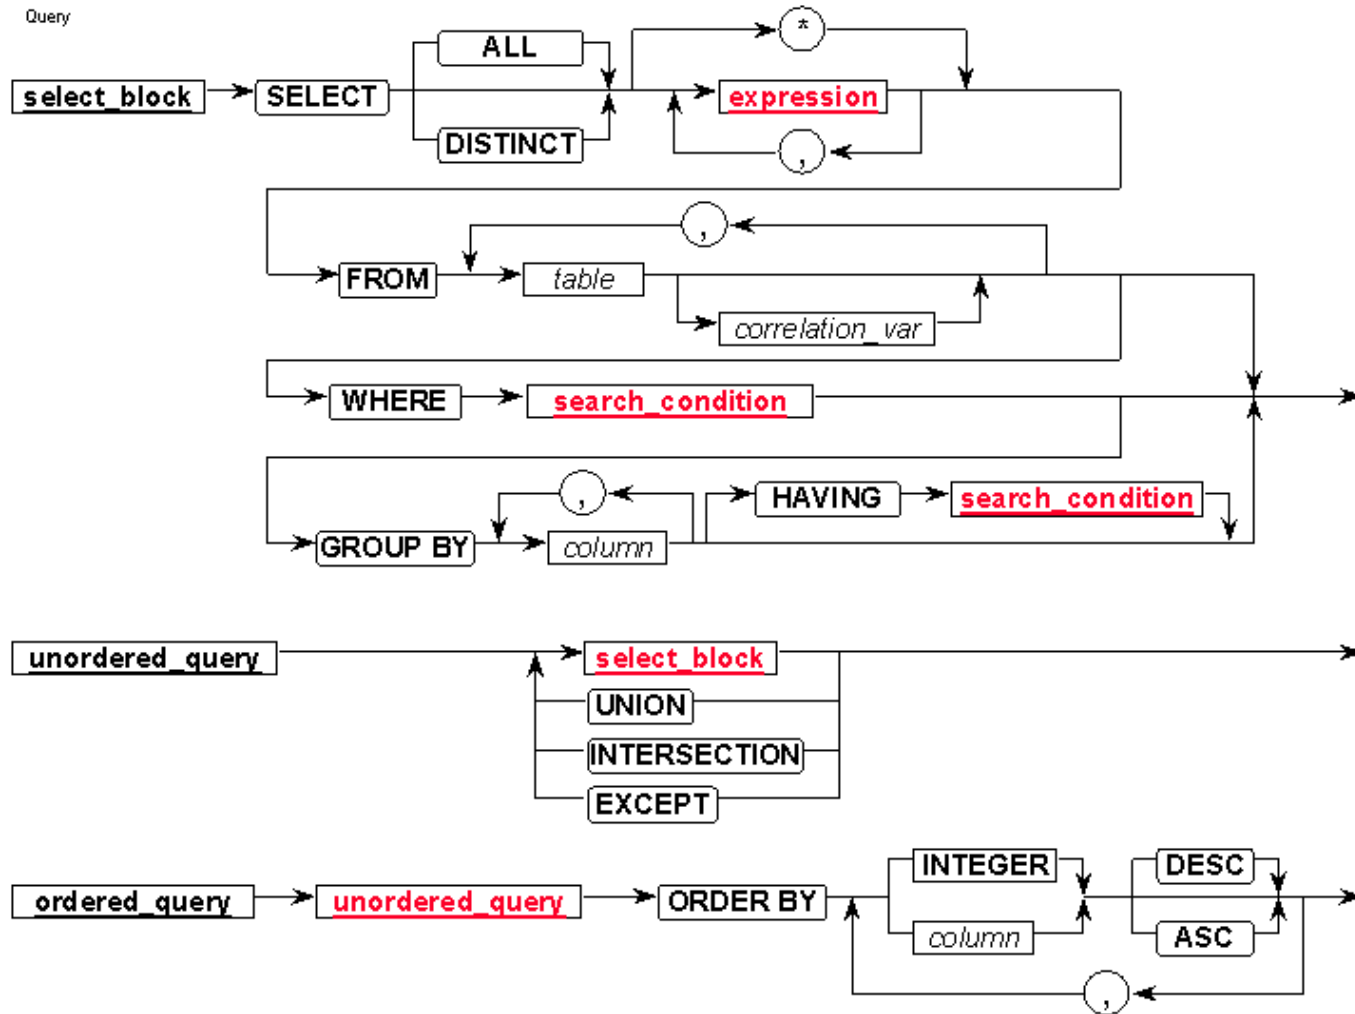 Query
ALL
*
select_block SELECT expression
DISTINCT ,
,
FROM table
correlation_var
WHERE search_condition
, HAVING search_condition
GROUP BY column
unordered_query select_block
UNION
INTERSECTION
EXCEPT
INTEGER DESC
ordered_query unordered_query ORDER BY
column ASC
,